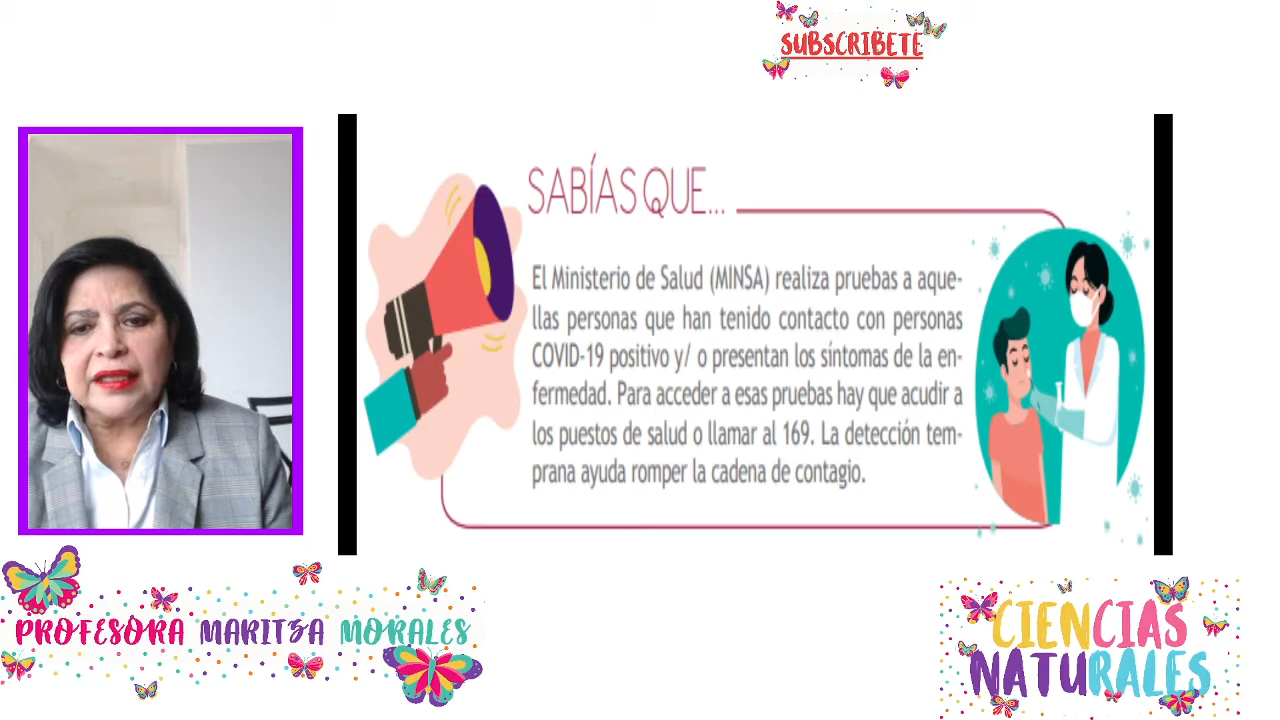 SUBSCRIBETE
SABÍAS QUE...
El Ministerio de Salud (MINSA) realiza pruebas a aque-
llas personas que han tenido contacto con personas
COVID-19 positivo y/ o presentan los síntomas de la en-
fermedad. Para acceder a esas pruebas hay que acudir a
los puestos de salud o llamar al 169. La detección tem-
prana ayuda romper la cadena de contagio.
PROFESORA MARITSA MORALES
CIENCIAS
NATURALES